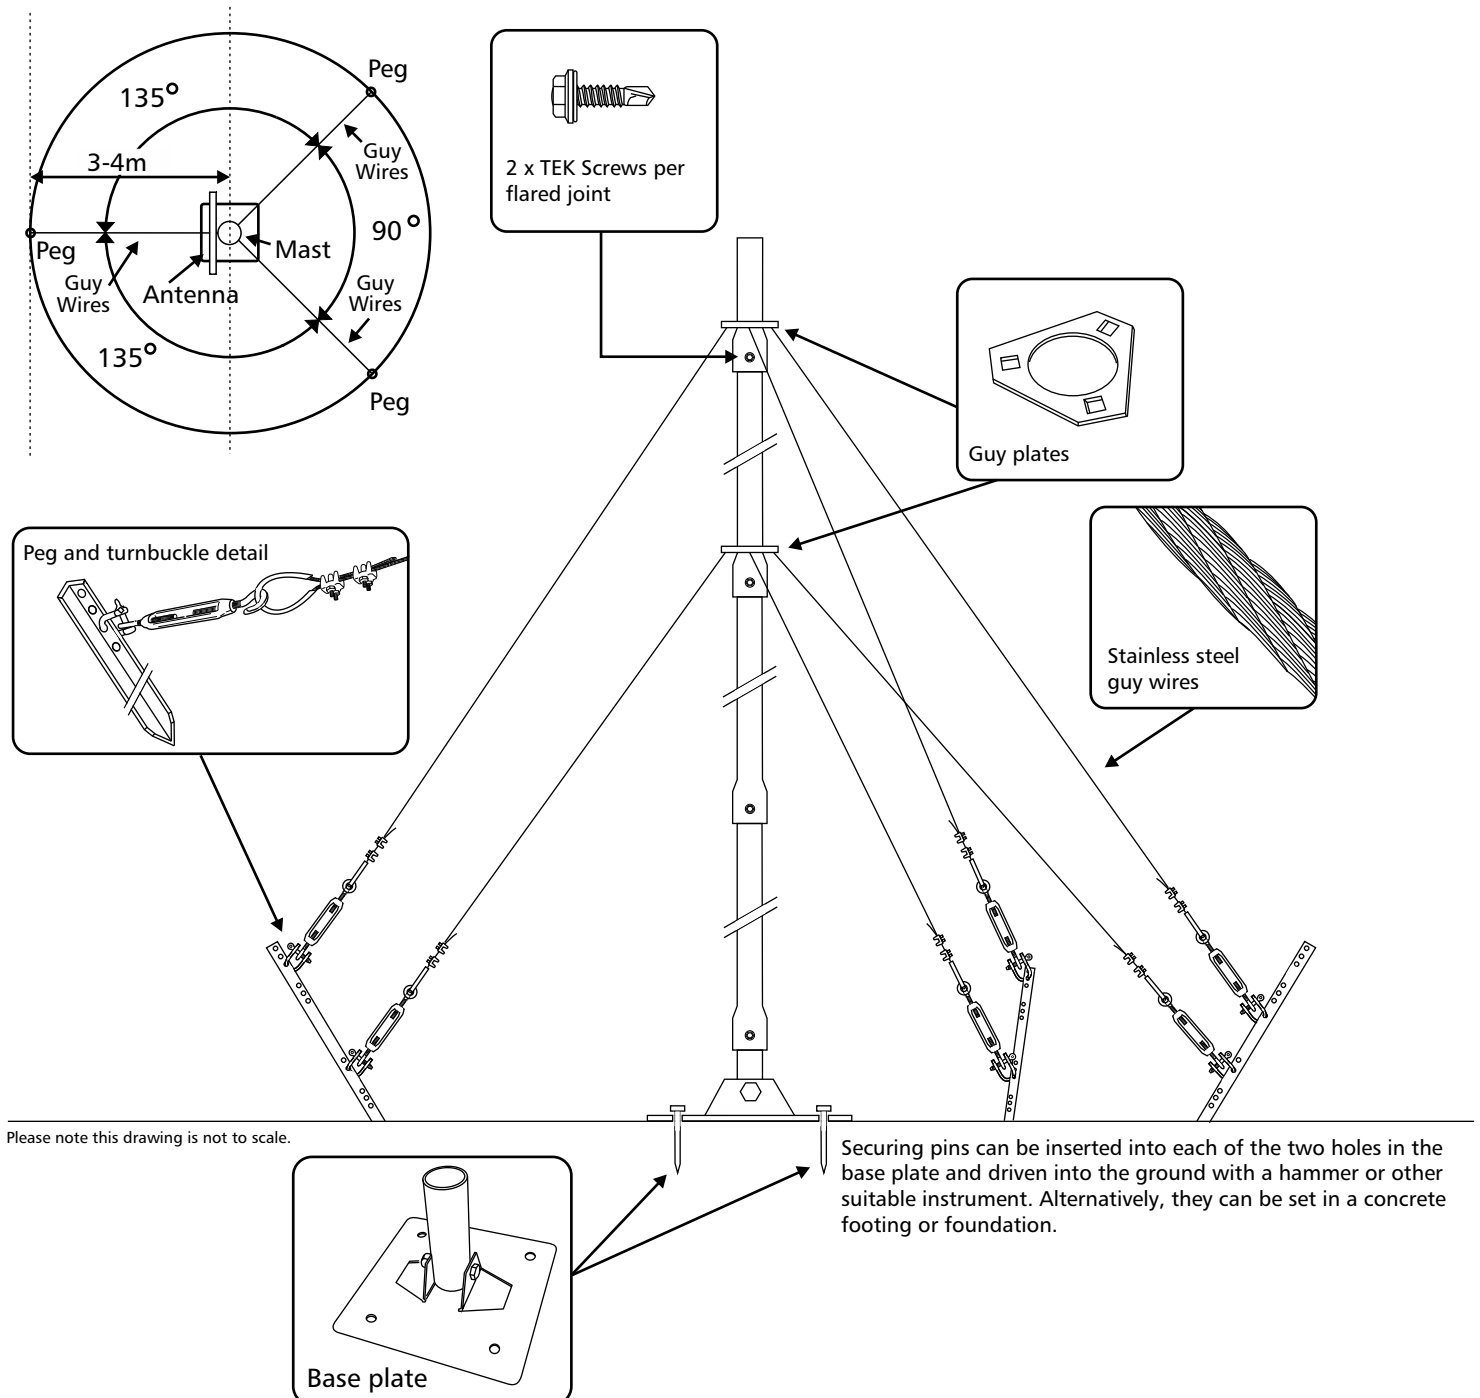 Peg
135°
Guy
Wires
3-4m
90°
Peg
Mast
Guy
Wires
Antenna
Guy
Wires
135°
Peg
2 x TEK Screws per
flared joint
Guy plates
Peg and turnbuckle detail
Stainless steel
guy wires
Please note this drawing is not to scale.
Securing pins can be inserted into each of the two holes in the
base plate and driven into the ground with a hammer or other
suitable instrument. Alternatively, they can be set in a concrete
footing or foundation.
Base plate